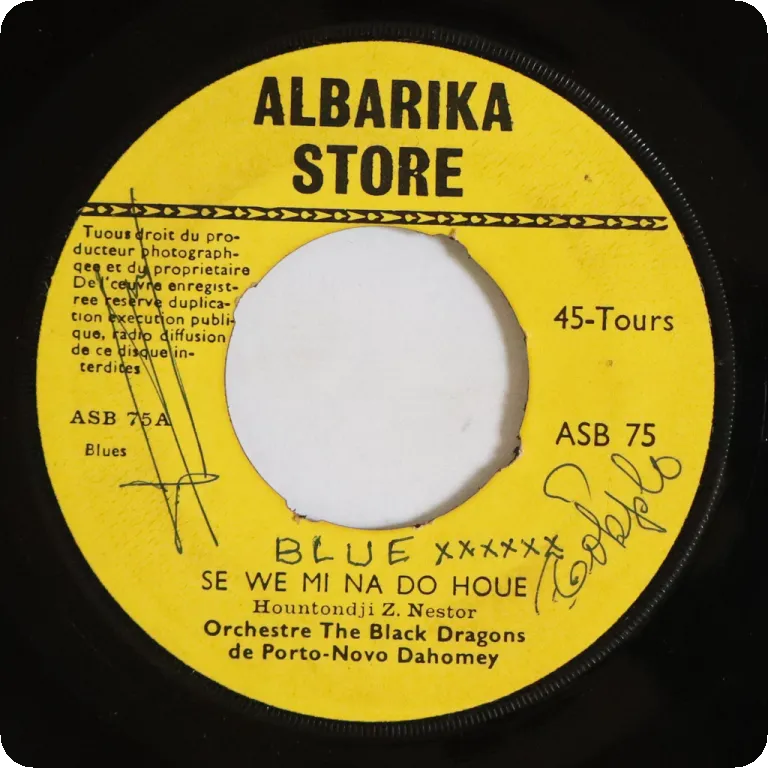 ALBARIKA
STORE
Tuous droit du pro-
ducteur photograph-
qee et du proprietaire
De l'œuvre enregist-
ree reserve duplica-
tion execution publi-
que, radio diffusion
de ce disque in-
terdites
45-Tours
ASB 75A
ASB 75
Blues
BLUE xxxxxx
SE WE MI NA DO HOUE
Hountondji Z. Nestor
Orchestre The Black Dragons
de Porto-Novo Dahomey